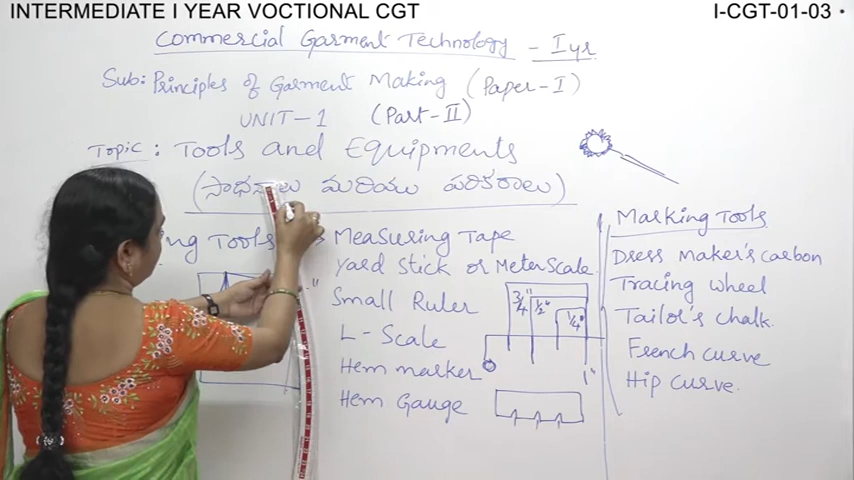 INTERMEDIATE I YEAR VOCTIONAL CGT
I-CGT-01-03 •
Commercial Garment Technology - I yr
Sub: Principles of Garment Making (Paper-I)
UNIT-1 (Part-II)
Topic: Tools and Equipments
(సాధనాలు మరియు పరికరాలు)
Tools
Measuring Tape
Yard stick or Meter Scale
Small Ruler
L-Scale
Hem marker
Hem Gauge
3/4" 1/2" 1/4"
1"
Marking Tools
Dress maker's carbon
Tracing wheel
Tailor's chalk.
French curve
Hip curve.